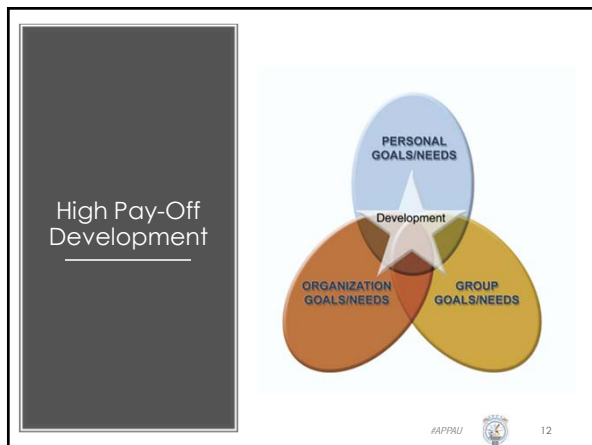 High Pay-Off
Development
PERSONAL
GOALS/NEEDS
Development
ORGANIZATION
GOALS/NEEDS
GROUP
GOALS/NEEDS
#APPAU
12